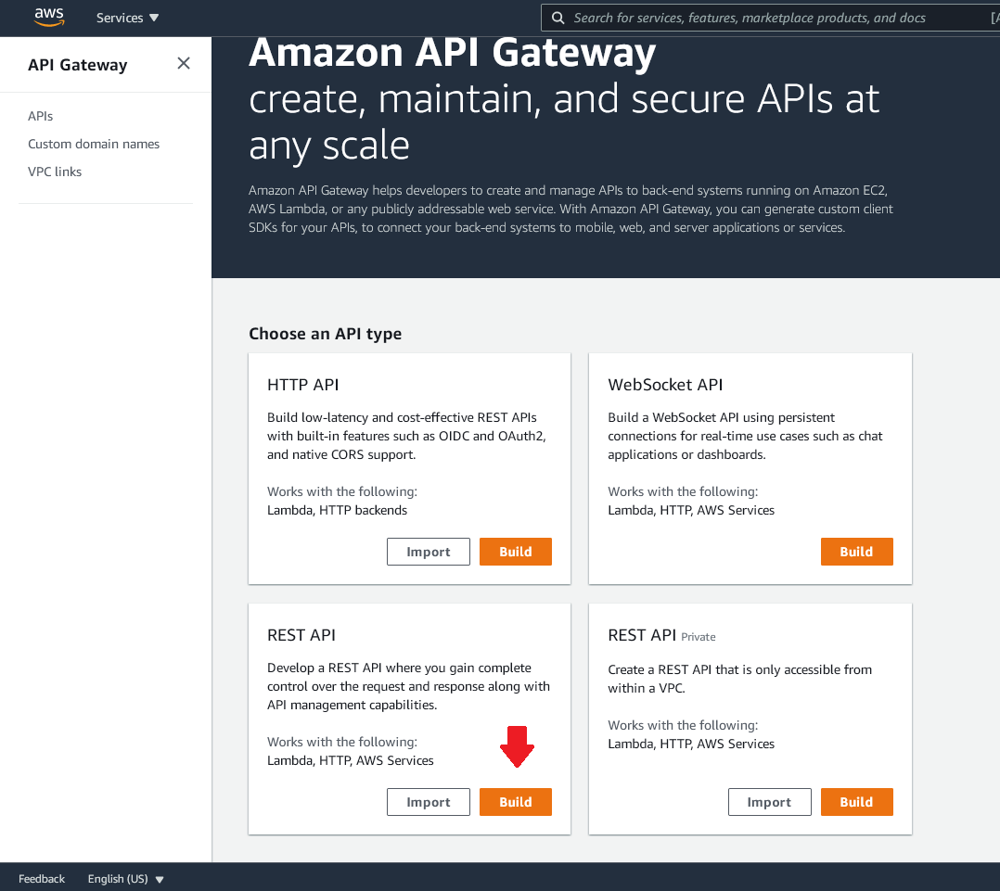 aws
Services
Search for services, features, marketplace products, and docs
API Gateway
APIs
Custom domain names
VPC links
Amazon API Gateway
create, maintain, and secure APIs at
any scale
Amazon API Gateway helps developers to create and manage APIs to back-end systems running on Amazon EC2,
AWS Lambda, or any publicly addressable web service. With Amazon API Gateway, you can generate custom client
SDKs for your APIs, to connect your back-end systems to mobile, web, and server applications or services.
Choose an API type
HTTP API
Build low-latency and cost-effective REST APIs
with built-in features such as OIDC and OAuth2,
and native CORS support.
Works with the following:
Lambda, HTTP backends
Import
Build
WebSocket API
Build a WebSocket API using persistent
connections for real-time use cases such as chat
applications or dashboards.
Works with the following:
Lambda, HTTP, AWS Services
Build
REST API
Develop a REST API where you gain complete
control over the request and response along with
API management capabilities.
Works with the following:
Lambda, HTTP, AWS Services
Import
Build
REST API Private
Create a REST API that is only accessible from
within a VPC.
Works with the following:
Lambda, HTTP, AWS Services
Import
Build
Feedback
English (US)